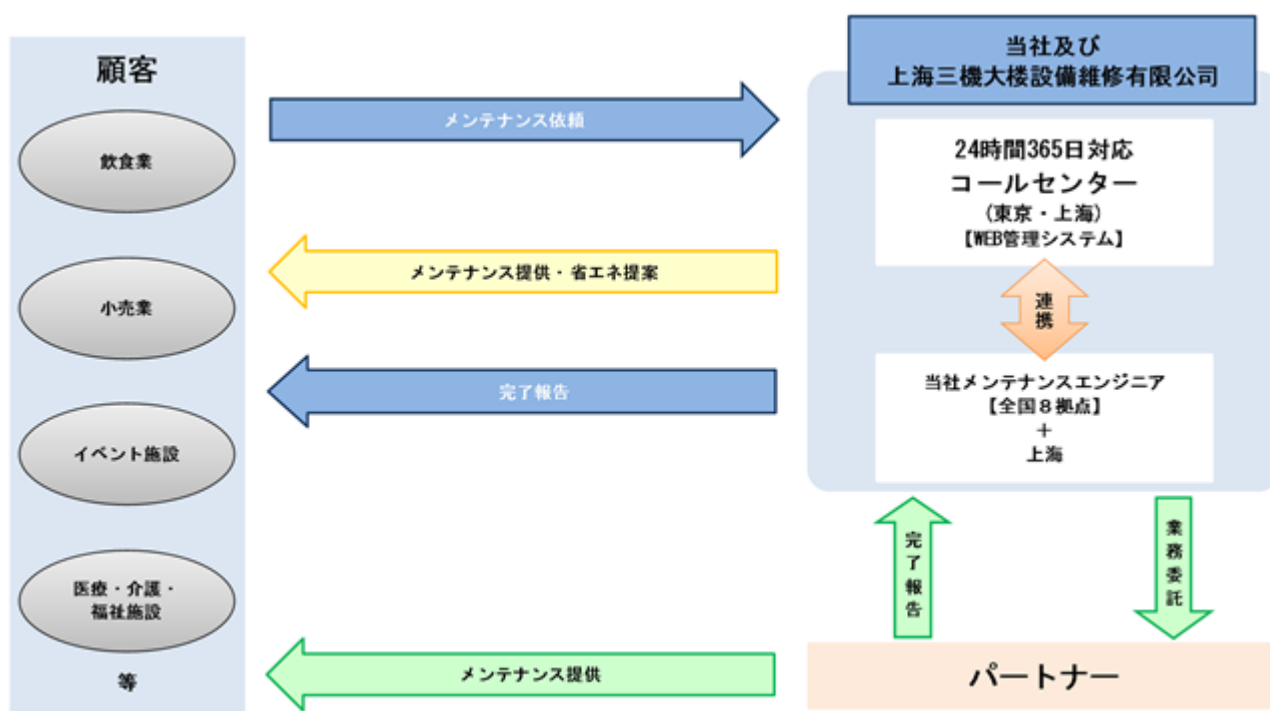 顧客
飲食業
小売業
イベント施設
医療・介護・
福祉施設
等
メンテナンス依頼
メンテナンス提供・省エネ提案
完了報告
メンテナンス提供
当社及び
上海三機大楼設備維修有限公司
24時間365日対応
コールセンター
(東京・上海)
【WEB管理システム】
連携
当社メンテナンスエンジニア
【全国８拠点】
+
上海
完了報告
業務委託
パートナー